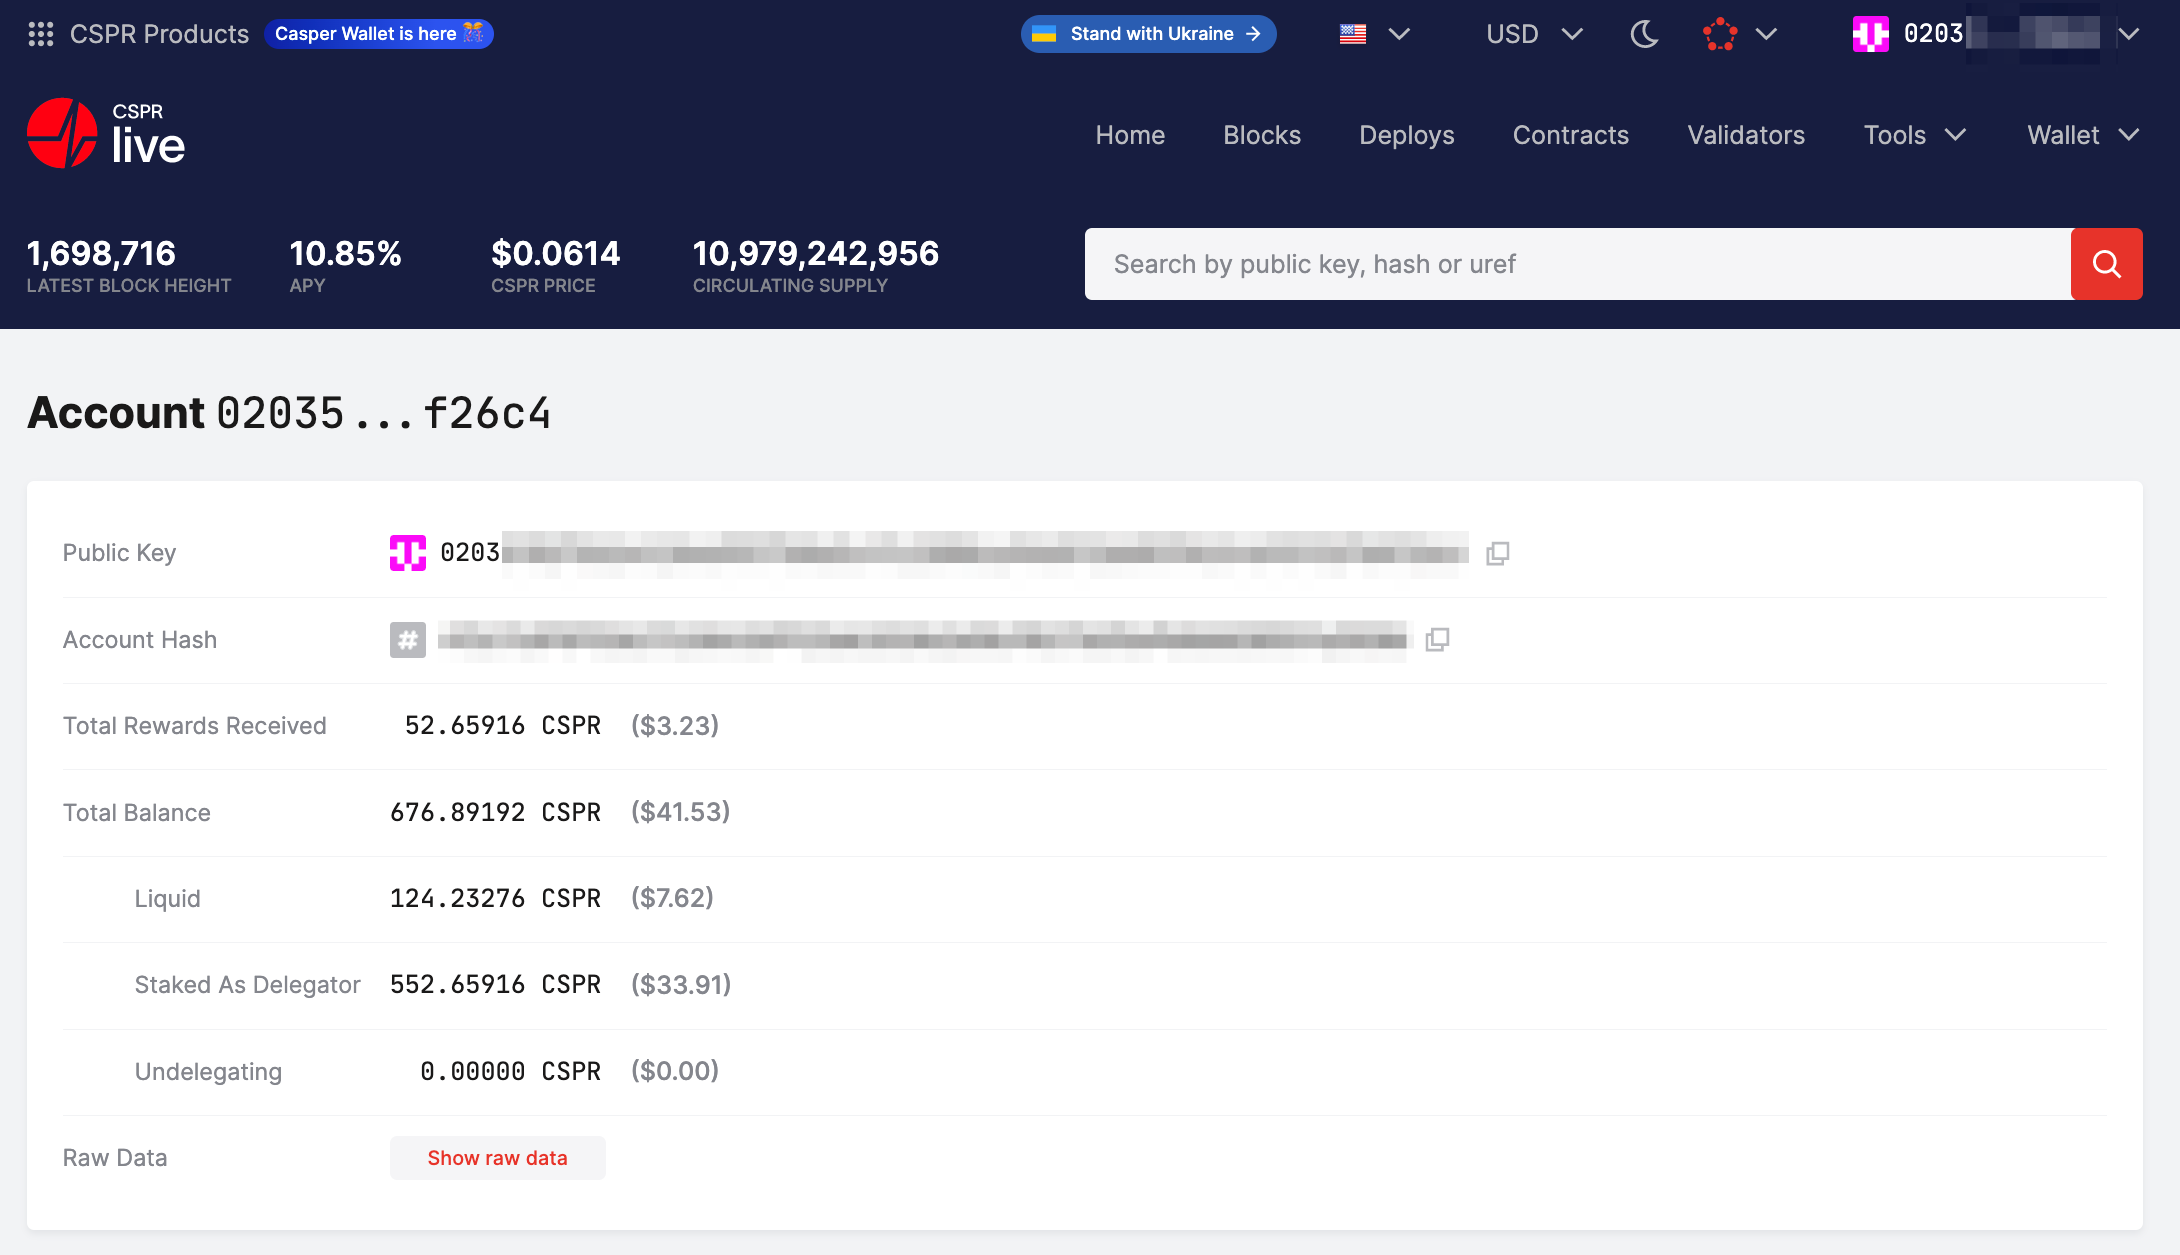 CSPR Products Casper Wallet is here Stand with Ukraine → USD 0203
CSPR
live
Home Blocks Deploys Contracts Validators Tools Wallet
1,698,716 10.85% $0.0614 10,979,242,956
LATEST BLOCK HEIGHT APY CSPR PRICE CIRCULATING SUPPLY
Search by public key, hash or uref
Account 02035...f26c4
Public Key 0203
Account Hash #
Total Rewards Received 52.65916 CSPR ($3.23)
Total Balance 676.89192 CSPR ($41.53)
Liquid 124.23276 CSPR ($7.62)
Staked As Delegator 552.65916 CSPR ($33.91)
Undelegating 0.00000 CSPR ($0.00)
Raw Data Show raw data